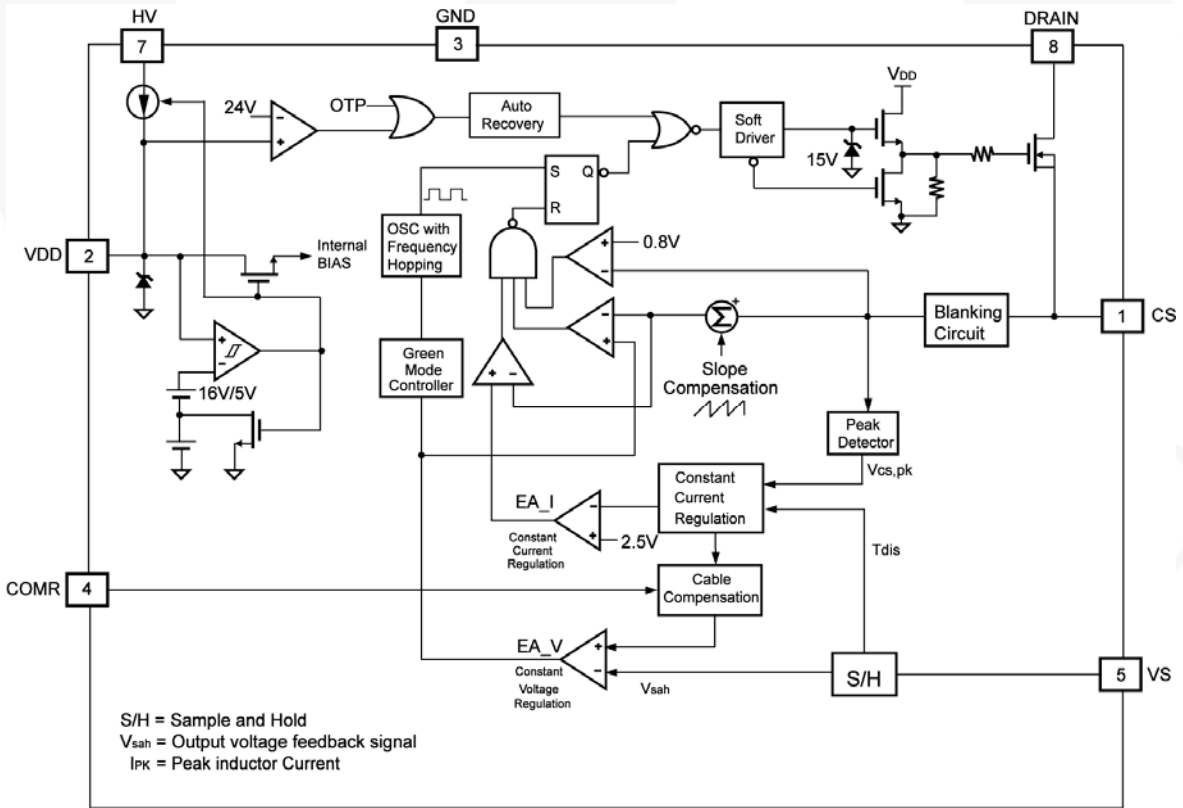 HV
7
GND
3
DRAIN
8
24V
-
+
OTP
Auto
Recovery
Soft
Driver
VDD
15V
S
Q
R
OSC with
Frequency
Hopping
VDD
2
Internal
BIAS
+
-
0.8V
-
+
Σ
+
Blanking
Circuit
1
CS
+
-
16V/5V
Green
Mode
Controller
+
-
Slope
Compensation
Peak
Detector
Vcs,pk
EA_I
Constant
Current
Regulation
-
+
2.5V
Constant
Current
Regulation
Tdis
COMR
4
Cable
Compensation
EA_V
Constant
Voltage
Regulation
+
-
Vsah
S/H
5
VS
S/H = Sample and Hold
Vsah = Output voltage feedback signal
IPK = Peak inductor Current